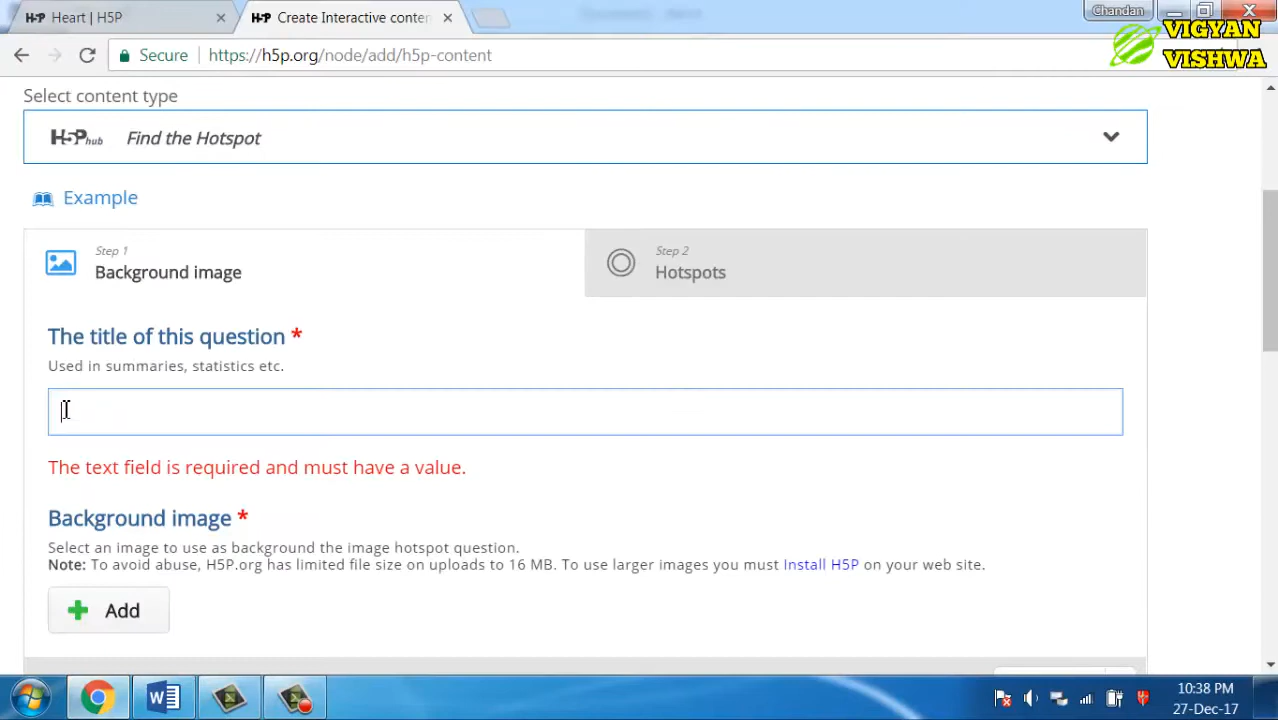 Heart | H5P
Create Interactive conten
Chandan
Secure
https://h5p.org/node/add/h5p-content
VIGYAN
VISHWA
Select content type
H5P hub
Find the Hotspot
Example
Step 1
Background image
Step 2
Hotspots
The title of this question *
Used in summaries, statistics etc.
The text field is required and must have a value.
Background image *
Select an image to use as background the image hotspot question.
Note: To avoid abuse, H5P.org has limited file size on uploads to 16 MB. To use larger images you must Install H5P on your web site.
Add
10:38 PM
27-Dec-17